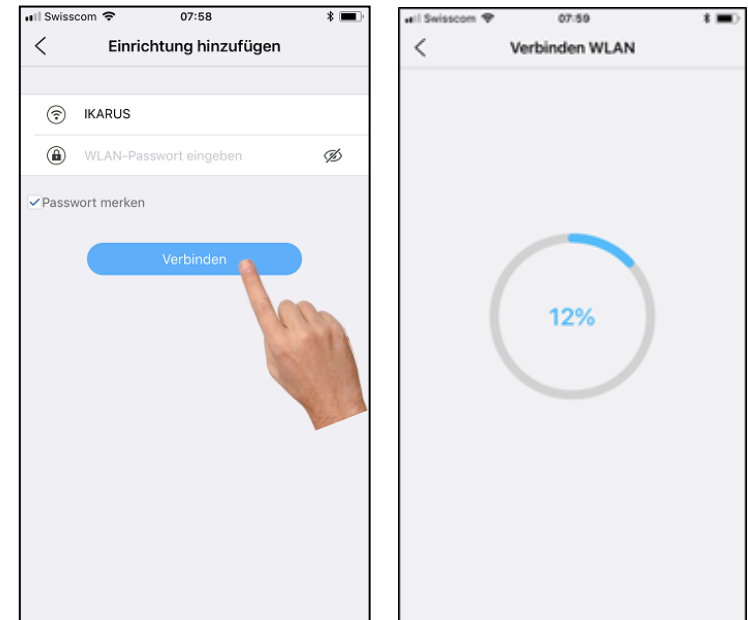 Swisscom 07:58
Einrichtung hinzufügen
IKARUS
WLAN-Passwort eingeben
Passwort merken
Verbinden
Swisscom 07:59
Verbinden WLAN
12%